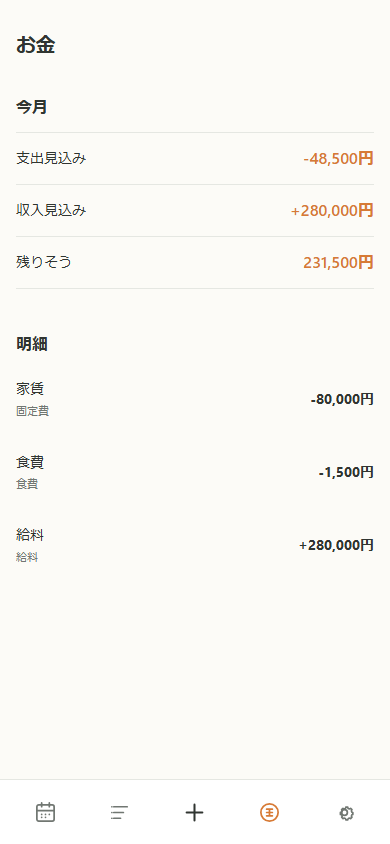 お金
今月
支出見込み
-48,500円
収入見込み
+280,000円
残りそう
231,500円
明細
家賃
固定費
-80,000円
食費
食費
-1,500円
給料
給料
+280,000円